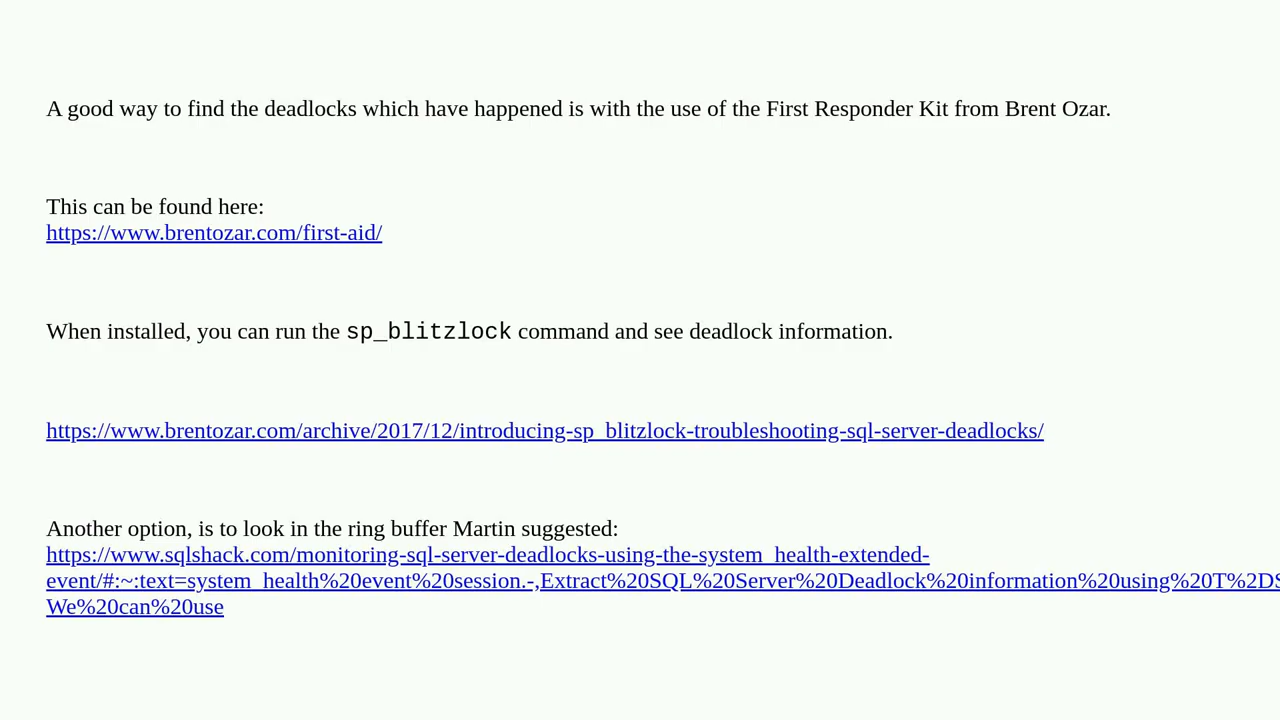 A good way to find the deadlocks which have happened is with the use of the First Responder Kit from Brent Ozar.
This can be found here:
https://www.brentozar.com/first-aid/
When installed, you can run the sp_blitzlock command and see deadlock information.
https://www.brentozar.com/archive/2017/12/introducing-sp_blitzlock-troubleshooting-sql-server-deadlocks/
Another option, is to look in the ring buffer Martin suggested:
https://www.sqlshack.com/monitoring-sql-server-deadlocks-using-the-system_health-extended-
event/#:~:text=system_health%20event%20session.-,Extract%20SQL%20Server%20Deadlock%20information%20using%20T%2DS
We%20can%20use